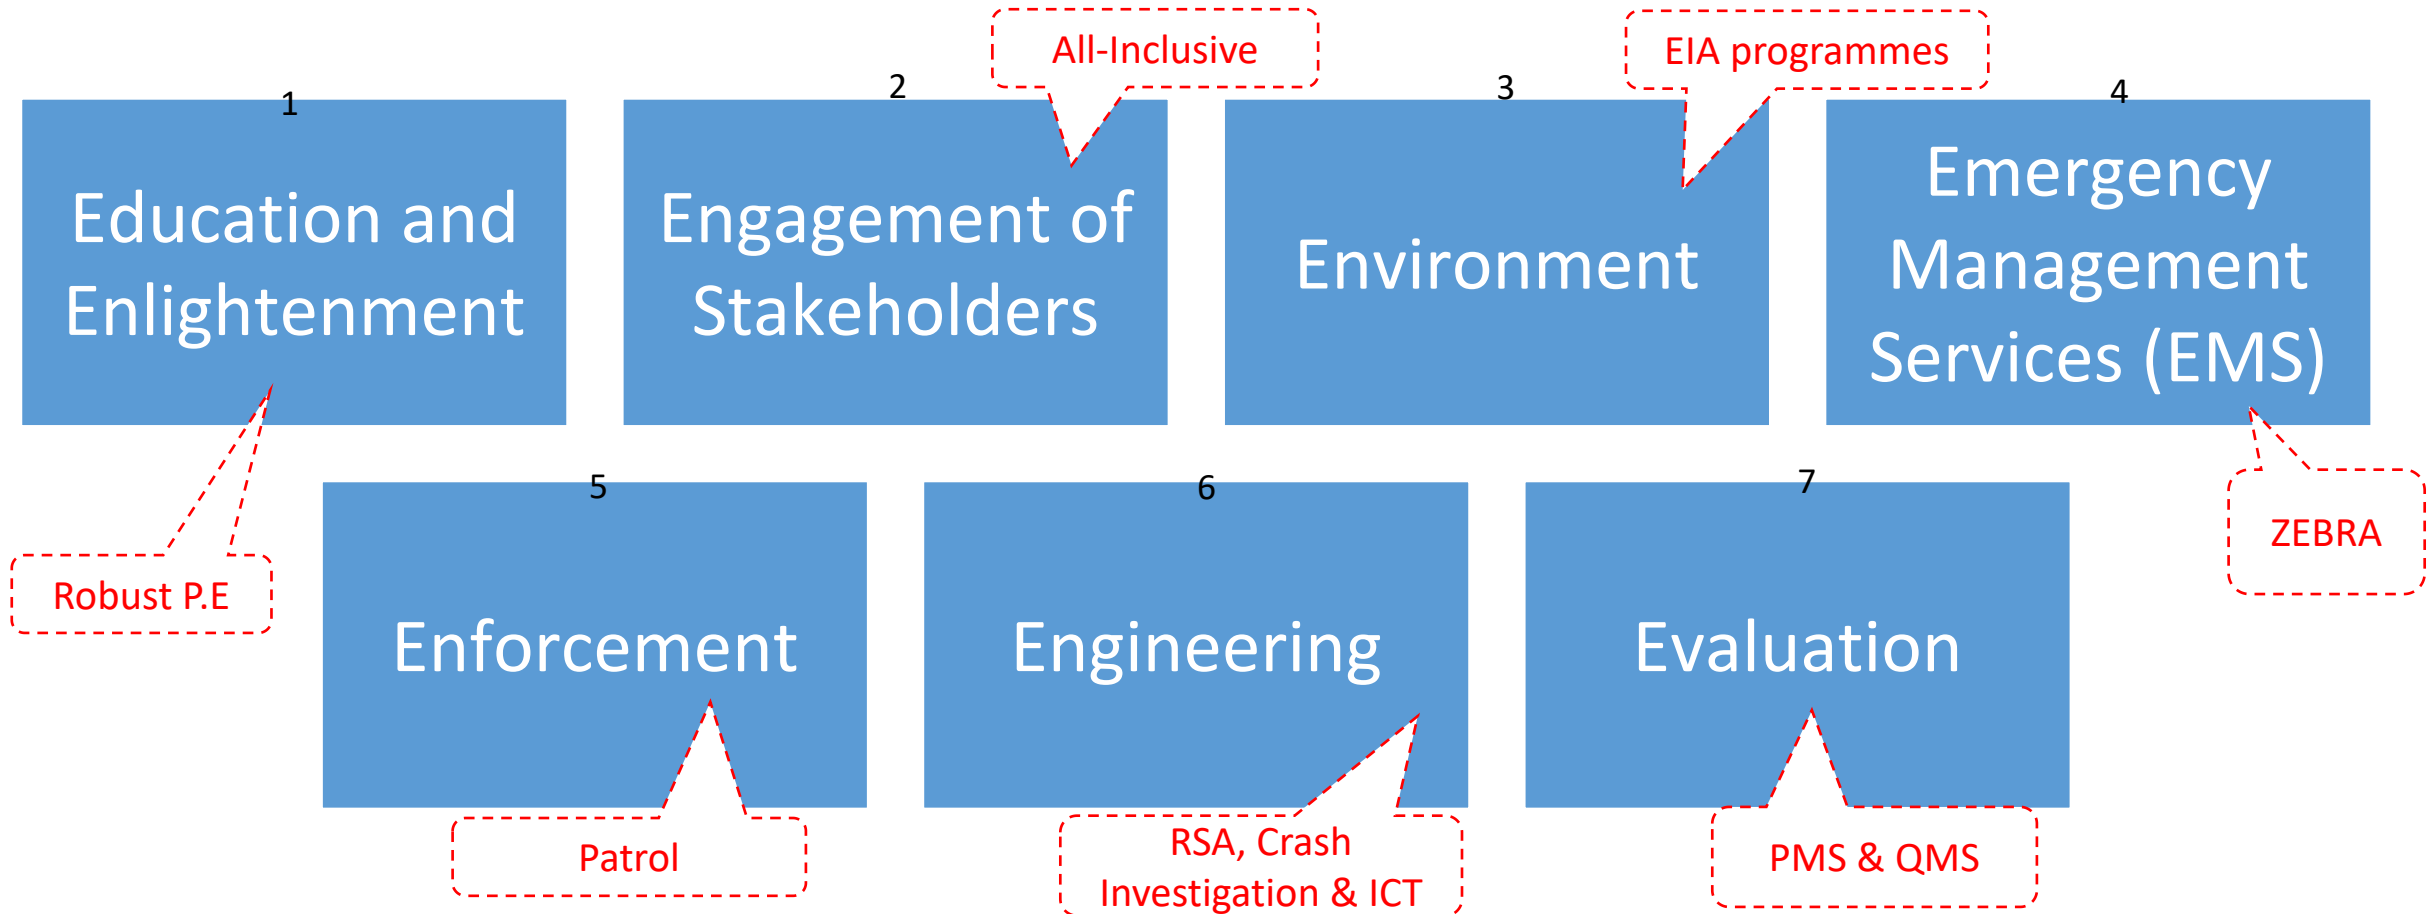 All-Inclusive
EIA programmes
1
2
3
4
Education and
Enlightenment
Engagement of
Stakeholders
Environment
Emergency
Management
Services (EMS)
Robust P.E
ZEBRA
5
6
7
Enforcement
Engineering
Evaluation
Patrol
RSA, Crash
Investigation & ICT
PMS & QMS